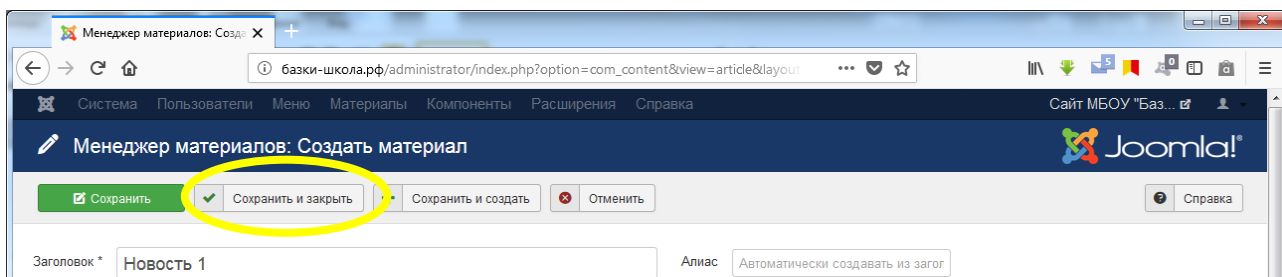 Менеджер материалов: Созда
базки-школа.рф/administrator/index.php?option=com_content&view=article&layout
5 0 á
Система Пользователи Меню Материалы Компоненты Расширения Справка Сайт МБОУ "Баз...
Менеджер материалов: Создать материал Joomla!®
Сохранить Сохранить и закрыть Сохранить и создать Отменить Справка
Заголовок * Новость 1 Алиас Автоматически создавать из загол